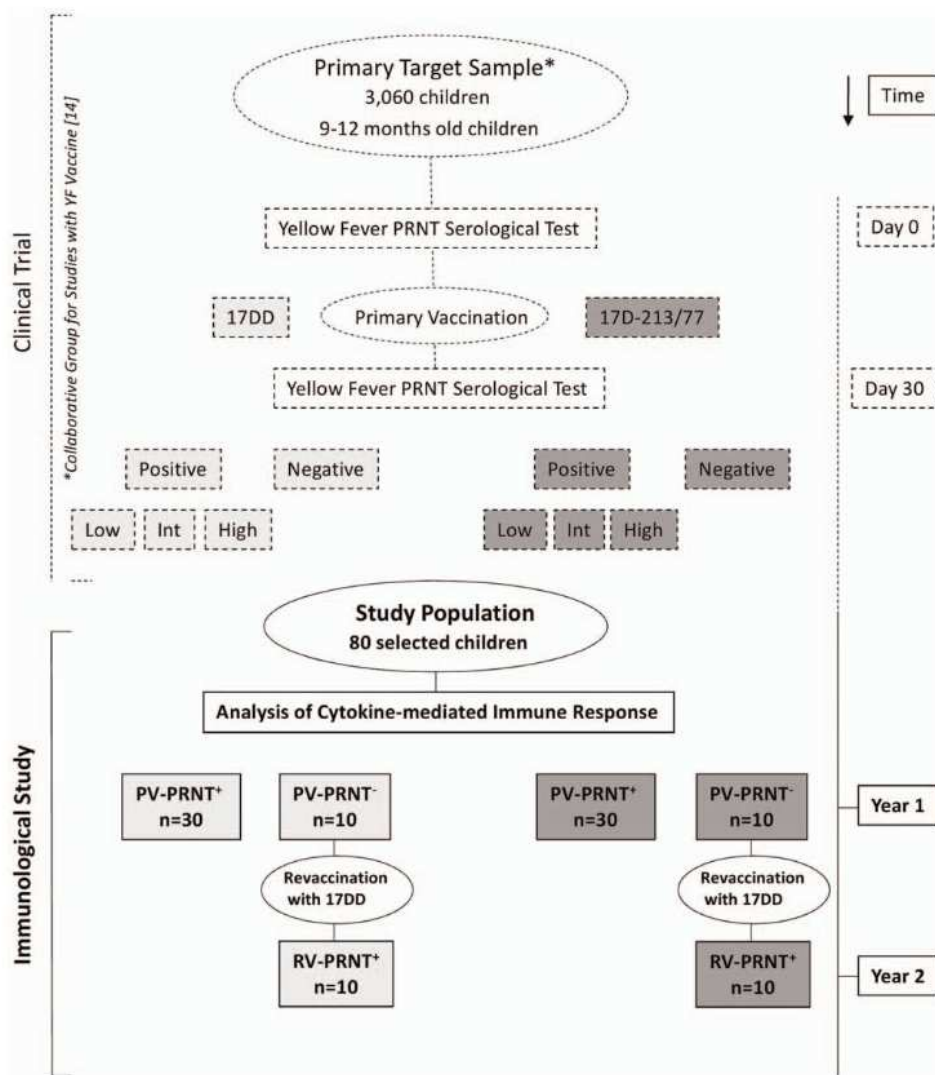 Primary Target Sample*
3,060 children
9-12 months old children
Time
Clinical Trial
*Collaborative Group for Studies with YF Vaccine [14]
Yellow Fever PRNT Serological Test
Day 0
17DD
Primary Vaccination
17D-213/77
Yellow Fever PRNT Serological Test
Day 30
Positive
Negative
Positive
Negative
Low
Int
High
Low
Int
High
Study Population
80 selected children
Analysis of Cytokine-mediated Immune Response
Immunological Study
PV-PRNT⁺
n=30
PV-PRNT⁻
n=10
PV-PRNT⁺
n=30
PV-PRNT⁻
n=10
Year 1
Revaccination
with 17DD
Revaccination
with 17DD
RV-PRNT⁺
n=10
RV-PRNT⁺
n=10
Year 2